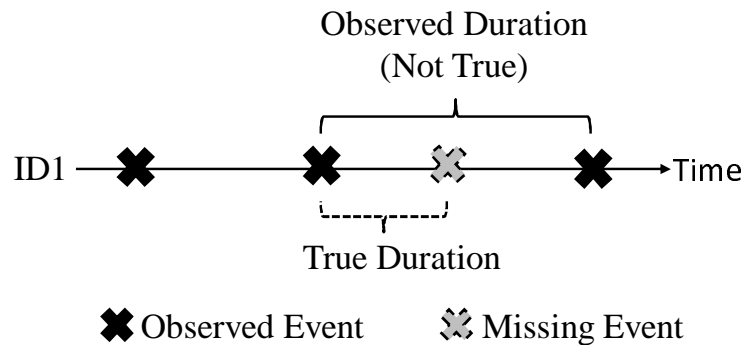 Observed Duration
(Not True)
ID1
Time
True Duration
Observed Event
Missing Event